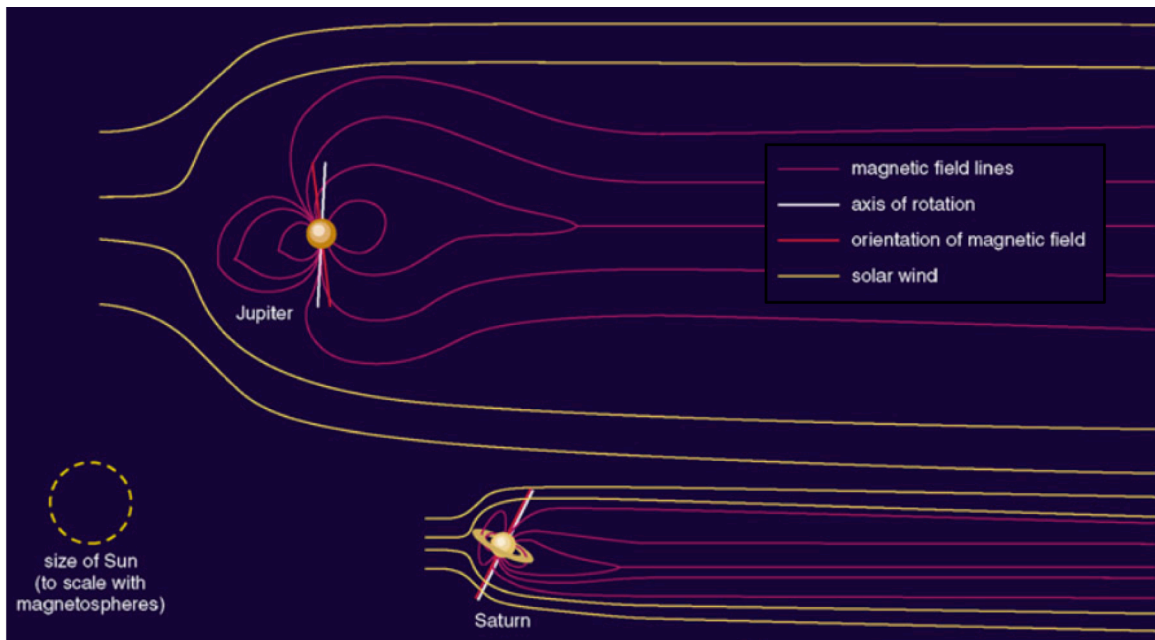 magnetic field lines
axis of rotation
orientation of magnetic field
solar wind
Jupiter
size of Sun
(to scale with
magnetospheres)
Saturn